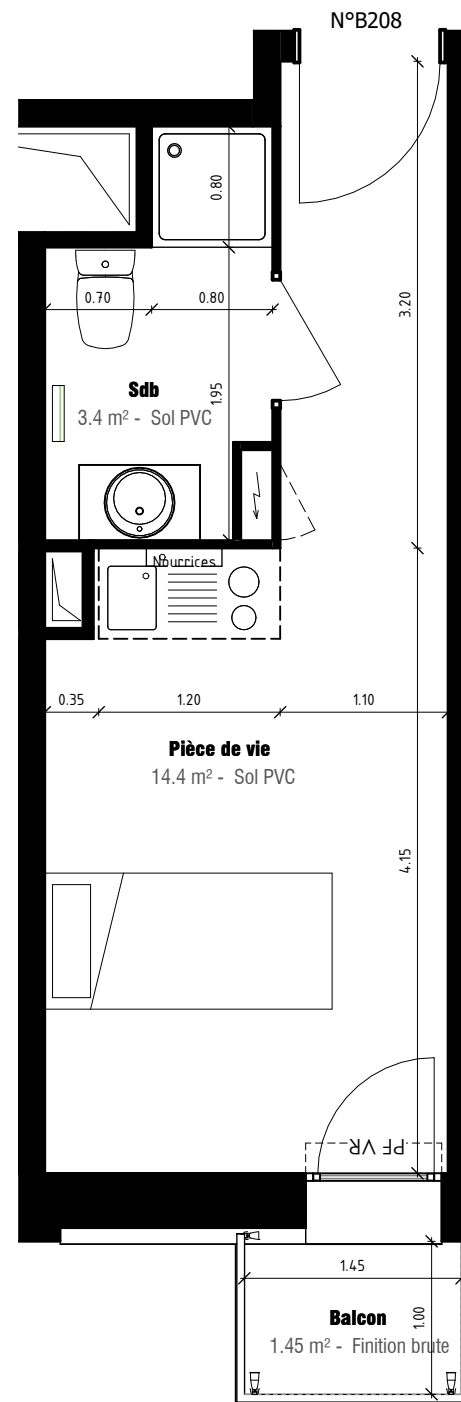 N°B208
0.80
3.20
0.70
0.80
1.95
Sdb
3.4 m² - Sol PVC
Nourrices
0.35
1.20
1.10
Pièce de vie
14.4 m² - Sol PVC
4.15
PF VR
1.45
1.00
Balcon
1.45 m² - Finition brute